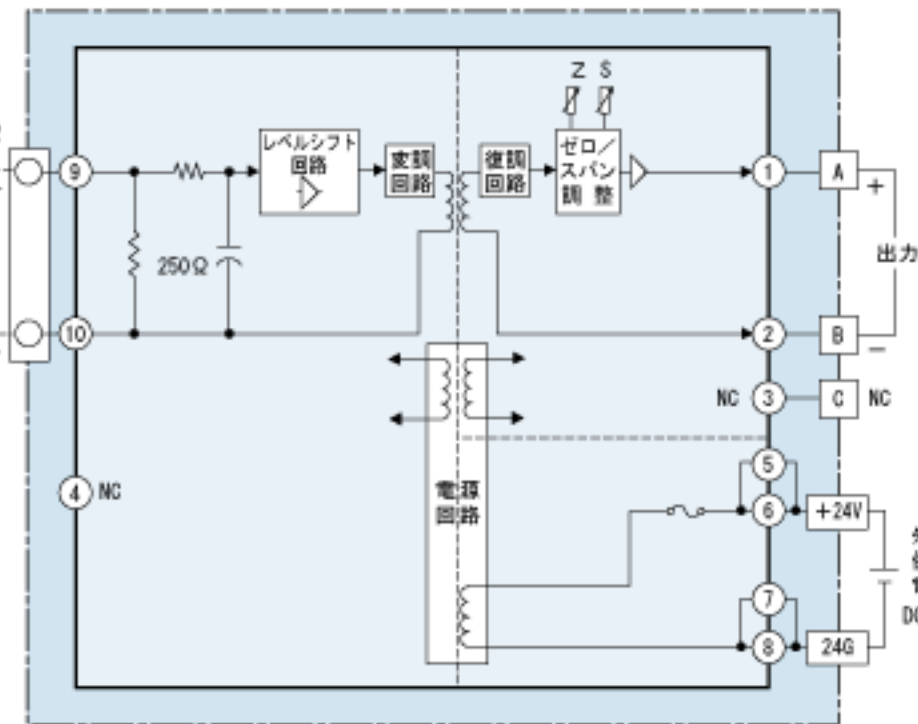 Z S
9
レベルシフト
回路
変調
回路
復調
回路
ゼロ/
スパン
調整
1
A
+
250Ω
出力
10
2
B
−
NC
3
C
NC
4
NC
電源
回路
5
6
+24V
7
8
24G
DC